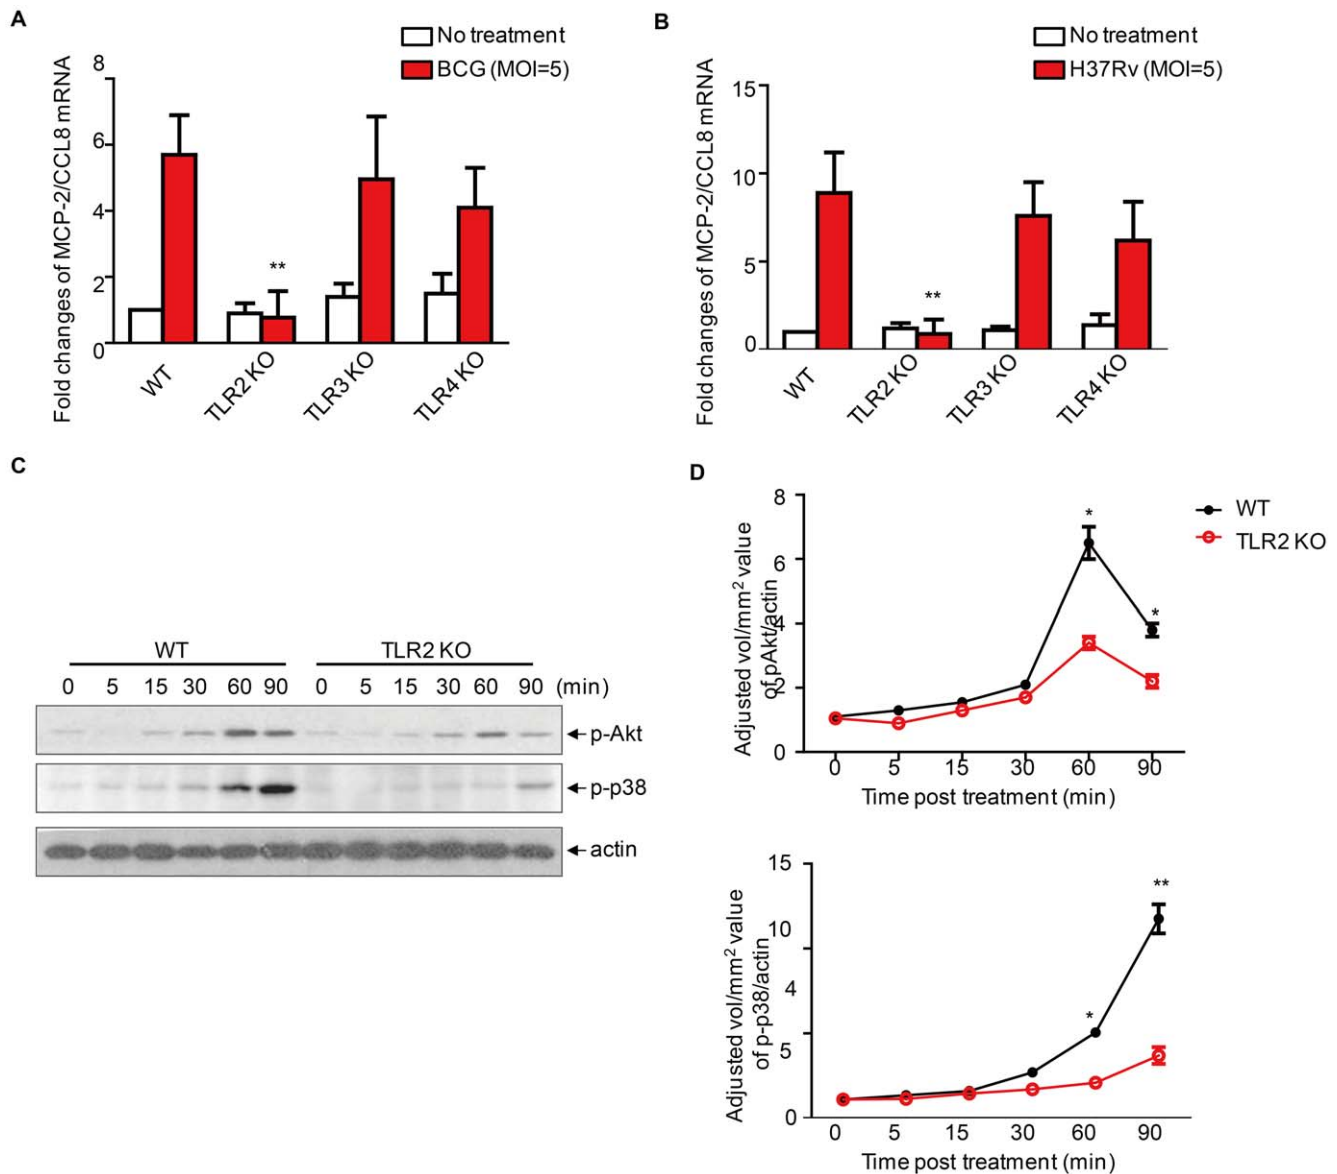 A
No treatment
BCG (MOI=5)
Fold changes of MCP-2/CCL8 mRNA
8
6
4
2
0
**
WT
TLR2 KO
TLR3 KO
TLR4 KO
B
No treatment
H37Rv (MOI=5)
Fold changes of MCP-2/CCL8 mRNA
15
10
5
0
**
WT
TLR2 KO
TLR3 KO
TLR4 KO
C
WT TLR2 KO
0 5 15 30 60 90 0 5 15 30 60 90 (min)
p-Akt
p-p38
actin
D
WT
TLR2 KO
Adjusted vol/mm² value
of pAkt/actin
8
6
4
2
0
*
*
0 5 15 30 60 90
Time post treatment (min)
Adjusted vol/mm² value
of p-p38/actin
15
10
4
5
0
*
**
0 5 15 30 60 90
Time post treatment (min)